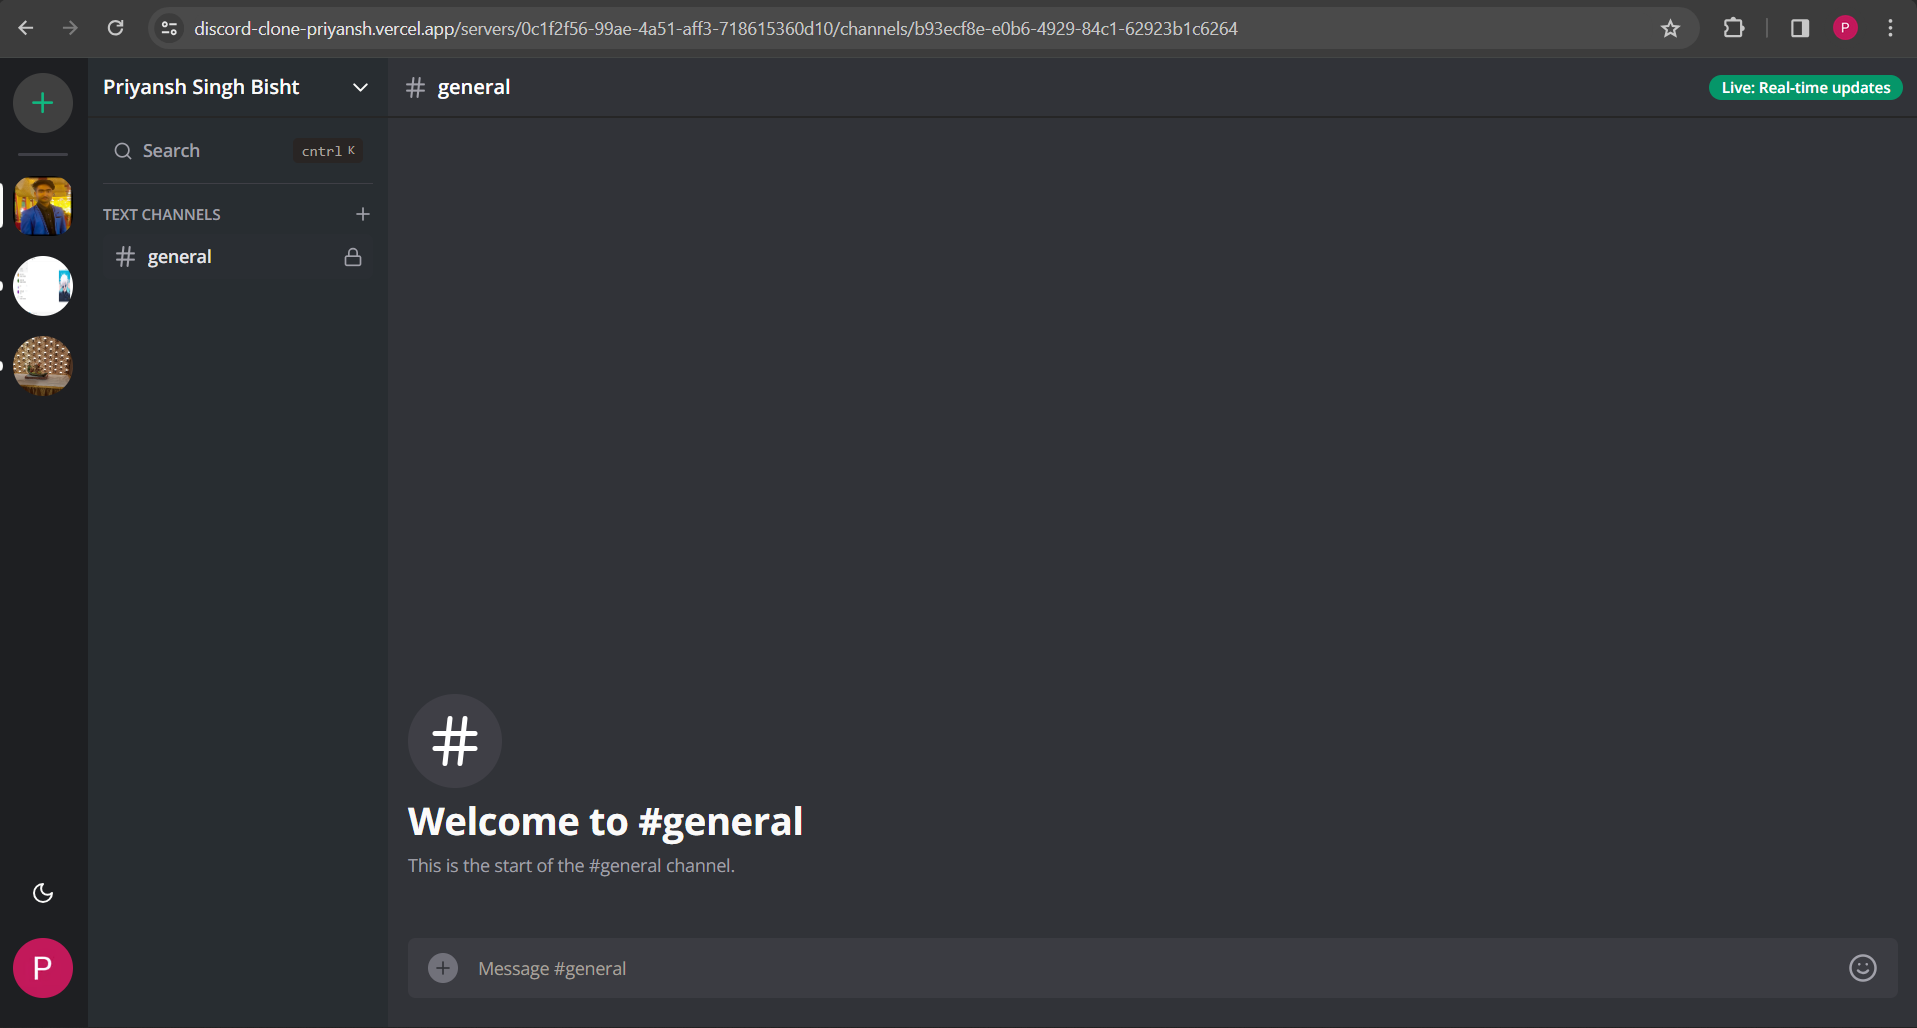 discord-clone-priyansh.vercel.app/servers/0c1f2f56-99ae-4a51-aff3-718615360d10/channels/b93ecf8e-e0b6-4929-84c1-62923b1c6264
P
Priyansh Singh Bisht
# general
Live: Real-time updates
Search
cntrl K
TEXT CHANNELS
# general
#
Welcome to #general
This is the start of the #general channel.
Message #general
P